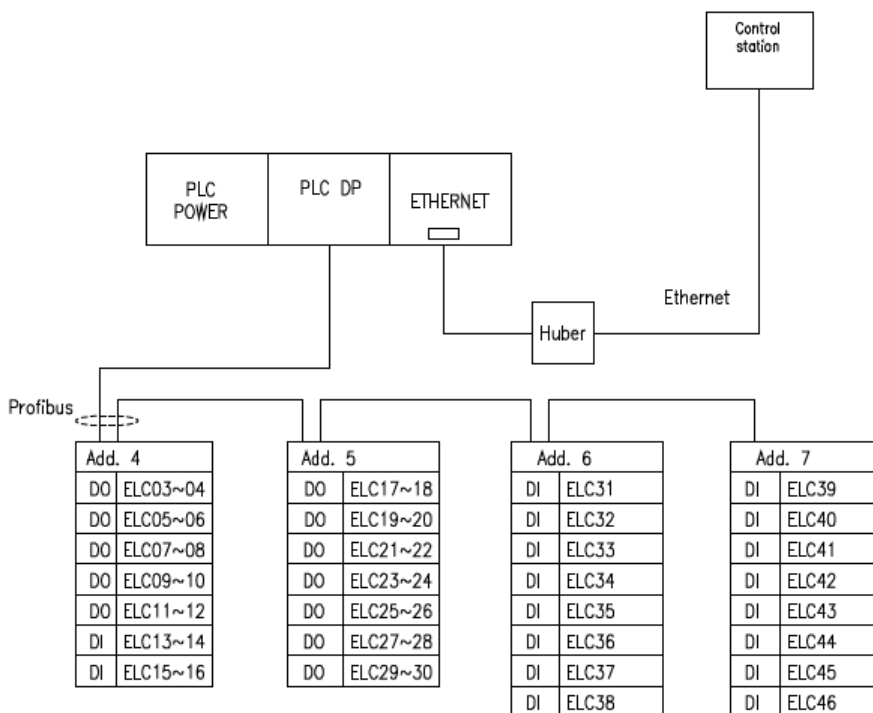 Control
station
PLC
POWER
PLC DP
ETHERNET
Ethernet
Huber
Profibus
Add. 4
DO ELC03~04
DO ELC05~06
DO ELC07~08
DO ELC09~10
DO ELC11~12
DI ELC13~14
DI ELC15~16
Add. 5
DO ELC17~18
DO ELC19~20
DO ELC21~22
DO ELC23~24
DO ELC25~26
DO ELC27~28
DO ELC29~30
Add. 6
DI ELC31
DI ELC32
DI ELC33
DI ELC34
DI ELC35
DI ELC36
DI ELC37
DI ELC38
Add. 7
DI ELC39
DI ELC40
DI ELC41
DI ELC42
DI ELC43
DI ELC44
DI ELC45
DI ELC46